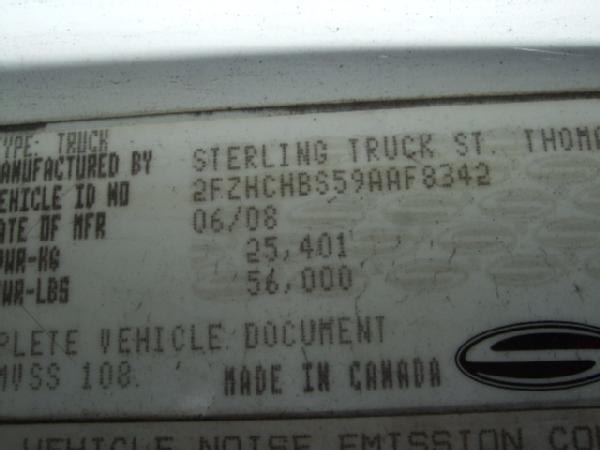 TYPE: TRUCK
MANUFACTURED BY STERLING TRUCK ST. THOMA
VEHICLE ID NO 2FZHCHBS59AAF8342
DATE OF MFR 06/08
GVWR-KG 25,401
GVWR-LBS 56,000
PLETE VEHICLE DOCUMENT
MVSS 108. MADE IN CANADA
VEHICLE NOISE EMISSION CO